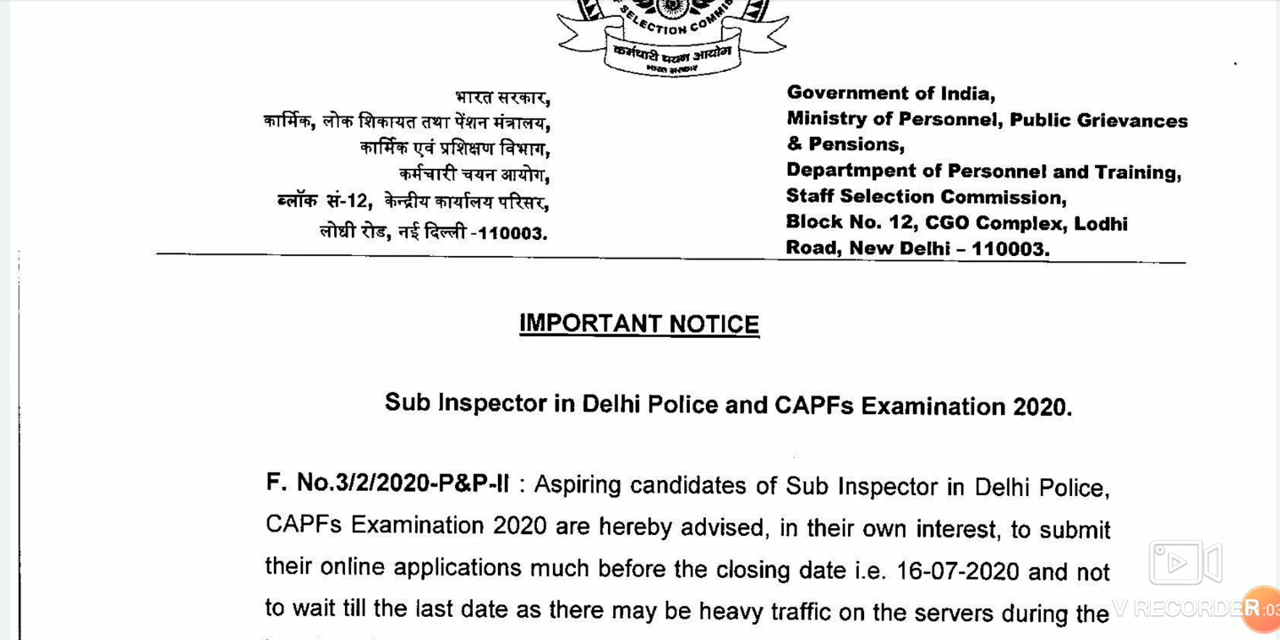 SELECTION COMMIS
कर्मचारी चयन आयोग
भारत सरकार
भारत सरकार,
कार्मिक, लोक शिकायत तथा पेंशन मंत्रालय,
कार्मिक एवं प्रशिक्षण विभाग,
कर्मचारी चयन आयोग,
ब्लॉक सं-12, केन्द्रीय कार्यालय परिसर,
लोधी रोड, नई दिल्ली -110003.
Government of India,
Ministry of Personnel, Public Grievances
& Pensions,
Departmpent of Personnel and Training,
Staff Selection Commission,
Block No. 12, CGO Complex, Lodhi
Road, New Delhi – 110003.
IMPORTANT NOTICE
Sub Inspector in Delhi Police and CAPFs Examination 2020.
F. No.3/2/2020-P&P-II : Aspiring candidates of Sub Inspector in Delhi Police,
CAPFs Examination 2020 are hereby advised, in their own interest, to submit
their online applications much before the closing date i.e. 16-07-2020 and not
to wait till the last date as there may be heavy traffic on the servers during the
V RECORDER
:03